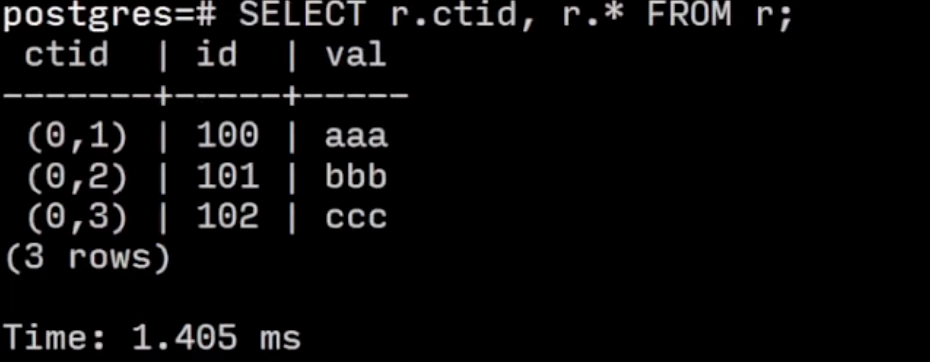 postgres=# SELECT r.ctid, r.* FROM r;
 ctid  | id  | val
-------+-----+-----
 (0,1) | 100 | aaa
 (0,2) | 101 | bbb
 (0,3) | 102 | ccc
(3 rows)

Time: 1.405 ms